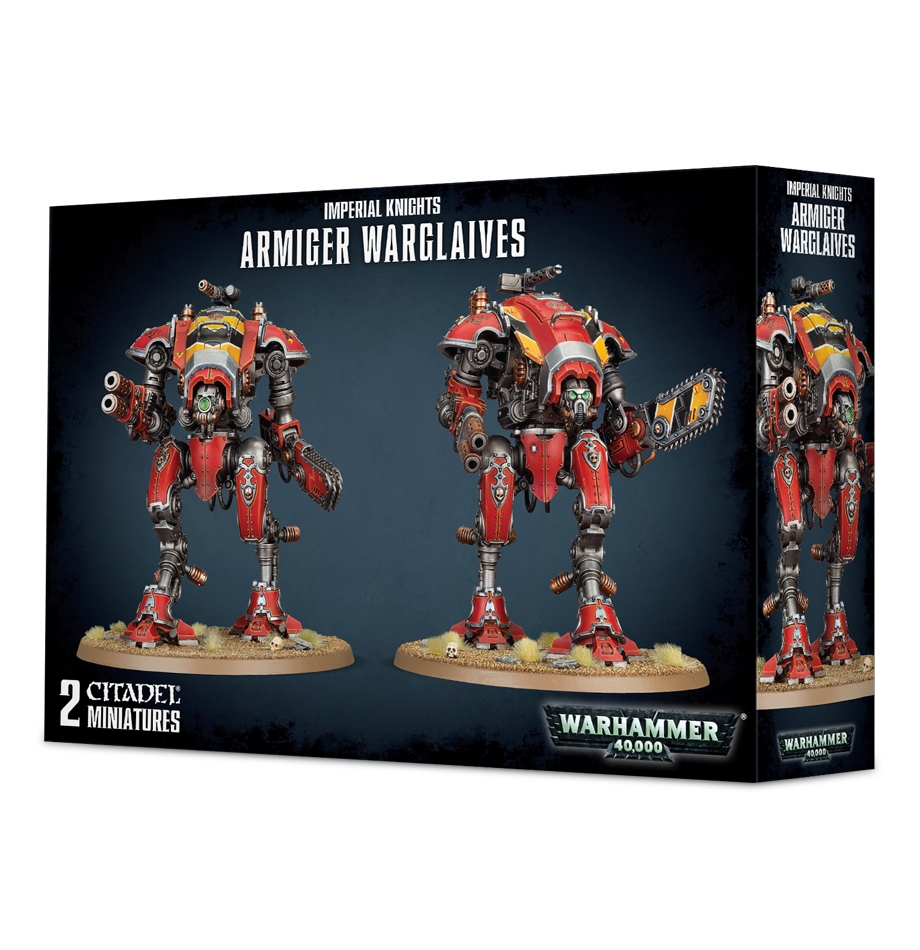 IMPERIAL KNIGHTS
ARMIGER WARGLAIVES
2 CITADEL®
MINIATURES
WARHAMMER®
40,000
IMPERIAL KNIGHTS
ARMIGER
WARGLAIVES
WARHAMMER
40,000